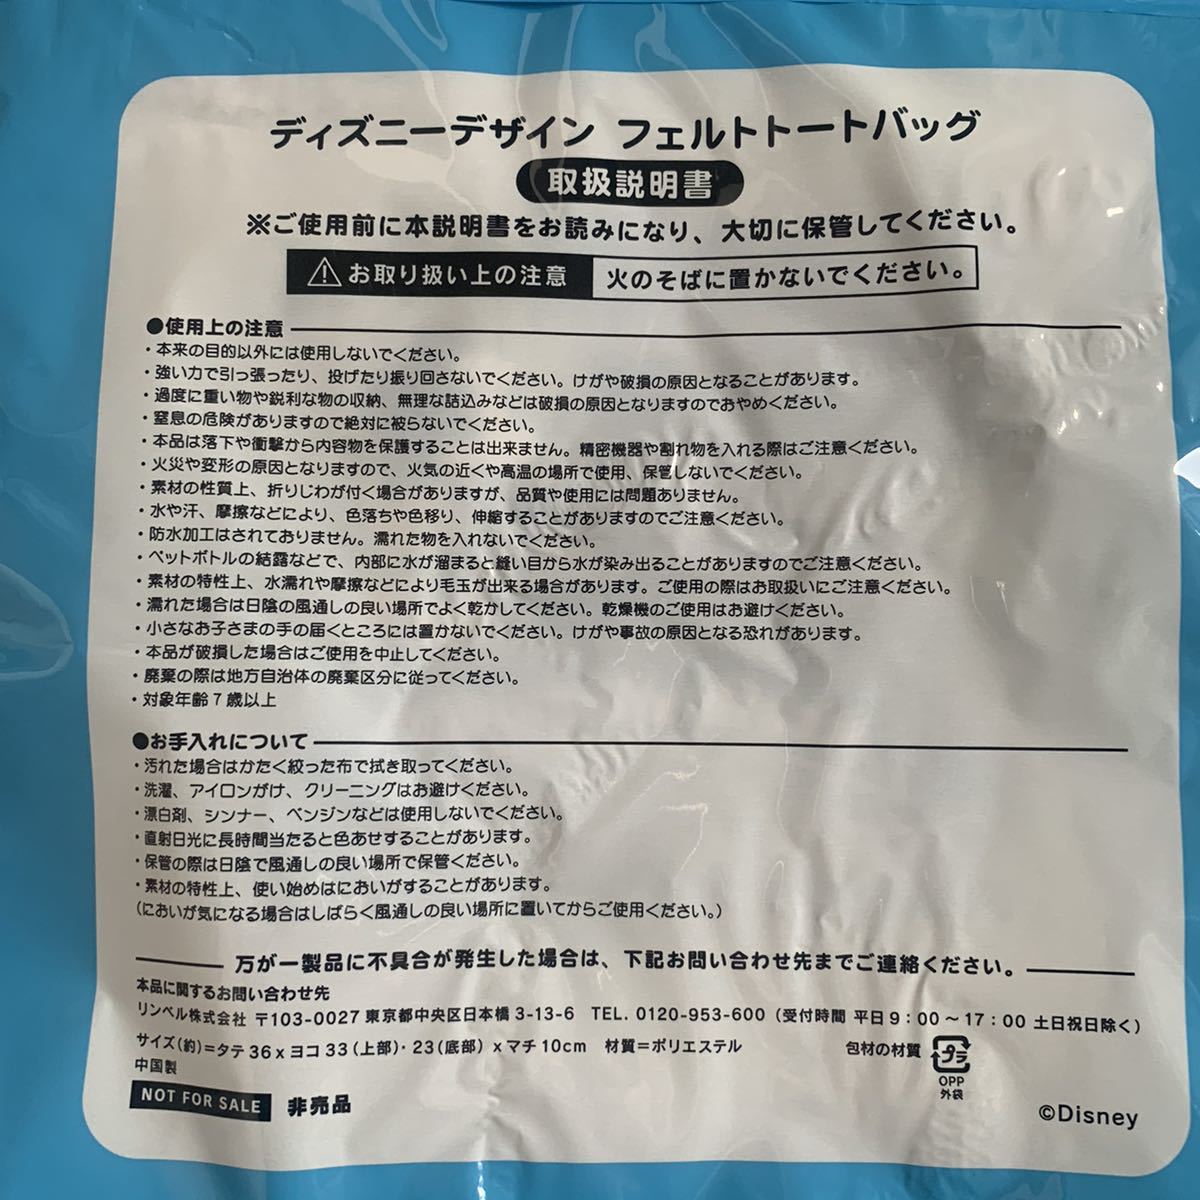 ディズニーデザイン フェルトトートバッグ
取扱説明書
※ご使用前に本説明書をお読みになり、大切に保管してください。
お取り扱い上の注意 火のそばに置かないでください。
●使用上の注意
・本来の目的以外には使用しないでください。
・強い力で引っ張ったり、投げたり振り回さないでください。けがや破損の原因となることがあります。
・過度に重い物や鋭利な物の収納、無理な詰込みなどは破損の原因となりますのでおやめください。
・窒息の危険がありますので絶対に被らないでください。
・本品は落下や衝撃から内容物を保護することは出来ません。精密機器や割れ物を入れる際はご注意ください。
・火災や変形の原因となりますので、火気の近くや高温の場所で使用、保管しないでください。
・素材の性質上、折りじわが付く場合がありますが、品質や使用には問題ありません。
・水や汗、摩擦などにより、色落ちや色移り、伸縮することがありますのでご注意ください。
・防水加工はされておりません。濡れた物を入れないでください。
・ペットボトルの結露などで、内部に水が溜まると縫い目から水が染み出ることがありますのでご注意ください。
・素材の特性上、水濡れや摩擦などにより毛玉が出来る場合があります。ご使用の際はお取扱いにご注意ください。
・濡れた場合は日陰の風通しの良い場所でよく乾かしてください。乾燥機のご使用はお避けください。
・小さなお子さまの手の届くところには置かないでください。けがや事故の原因となる恐れがあります。
・本品が破損した場合はご使用を中止してください。
・廃棄の際は地方自治体の廃棄区分に従ってください。
・対象年齢7歳以上
●お手入れについて
・汚れた場合はかたく絞った布で拭き取ってください。
・洗濯、アイロンがけ、クリーニングはお避けください。
・漂白剤、シンナー、ベンジンなどは使用しないでください。
・直射日光に長時間当たると色あせすることがあります。
・保管の際は日陰で風通しの良い場所で保管ください。
・素材の特性上、使い始めはにおいがすることがあります。
(においが気になる場合はしばらく風通しの良い場所に置いてからご使用ください。)
万が一製品に不具合が発生した場合は、下記お問い合わせ先までご連絡ください。
本品に関するお問い合わせ先
リンベル株式会社 〒103-0027 東京都中央区日本橋3-13-6 TEL. 0120-953-600 (受付時間 平日9:00〜17:00 土日祝日除く)
サイズ(約)=タテ36xヨコ33(上部)・23(底部)xマチ10cm 材質=ポリエステル
中国製
包材の材質 プラ
OPP
外袋
NOT FOR SALE 非売品
©Disney